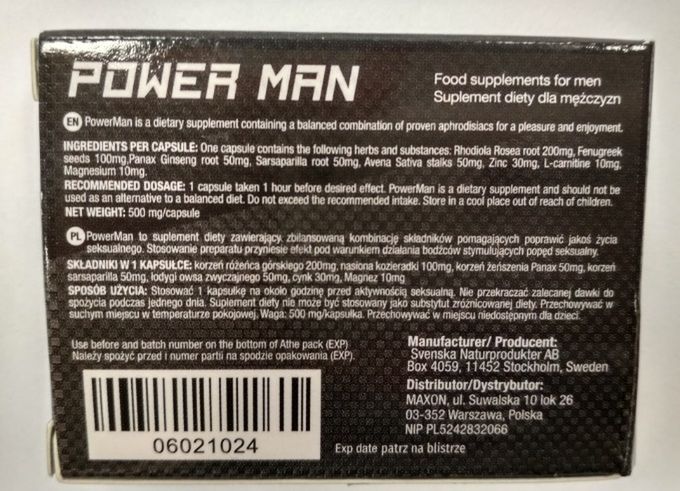 POWER MAN
Food supplements for men
Suplement diety dla mężczyzn
EN PowerMan is a dietary supplement containing a balanced combination of proven aphrodisiacs for a pleasure and enjoyment.
INGREDIENTS PER CAPSULE: One capsule contains the following herbs and substances: Rhodiola Rosea root 200mg, Fenugreek
seeds 100mg,Panax Ginseng root 50mg, Sarsaparilla root 50mg, Avena Sativa stalks 50mg, Zinc 30mg, L-carnitine 10mg,
Magnesium 10mg.
RECOMMENDED DOSAGE: 1 capsule taken 1 hour before desired effect. PowerMan is a dietary supplement and should not be
used as an alternative to a balanced diet. Do not exceed the recommended intake. Store in a cool place out of reach of children.
NET WEIGHT: 500 mg/capsule
PL PowerMan to suplement diety zawierający zbilansowaną kombinację składników pomagających poprawić jakoś życia
seksualnego. Stosowanie preparatu przyniesie efekt pod warunkiem działania bodźców stymulujących popęd seksualny.
SKŁADNIKI W 1 KAPSUŁCE: korzeń różeńca górskiego 200mg, nasiona kozieradki 100mg, korzeń żeńszenia Panax 50mg, korzeń
sarsaparilla 50mg, łodygi owsa zwyczajnego 50mg, cynk 30mg, Magnez 10mg
SPOSÓB UŻYCIA: Stosować 1 kapsułkę na około godzinę przed aktywnością seksualną. Nie przekraczać zalecanej dawki do
spożycia podczas jednego dnia. Suplement diety nie może być stosowany jako substytut zróżnicowanej diety. Przechowywać w
suchym miejscu w temperaturze pokojowej. Waga: 500 mg/kapsułka. Przechowywać w miejscu niedostępnym dla dzieci.
Use before and batch number on the bottom of Athe pack (EXP)
Należy spożyć przed i numer partii na spodzie opakowania (EXP).
Manufacturer/ Producent:
Svenska Naturprodukter AB
Box 4059, 11452 Stockholm, Sweden
Distributor/Dystrybutor:
MAXON, ul. Suwalska 10 lok 26
03-352 Warszawa, Polska
NIP PL5242832066
06021024
Exp date patrz na blistrze